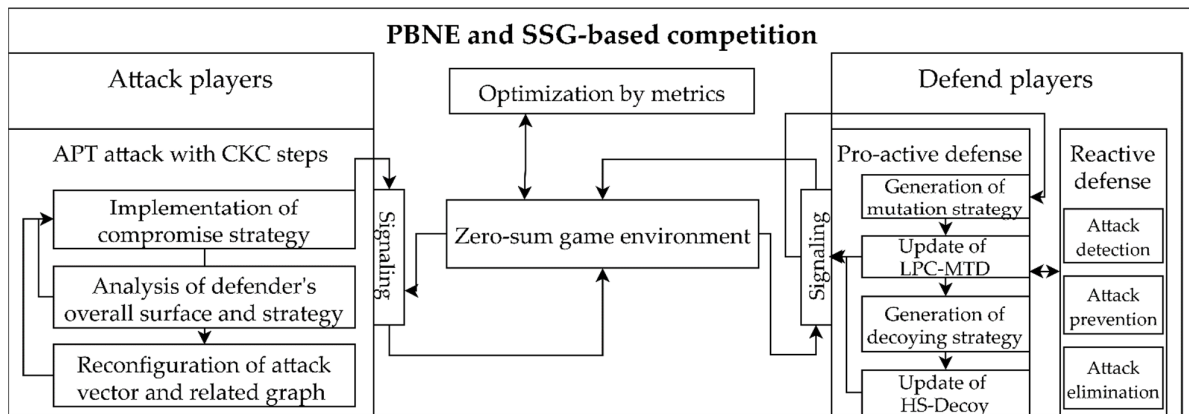 PBNE and SSG-based competition
Attack players
APT attack with CKC steps
Implementation of
compromise strategy
Analysis of defender's
overall surface and strategy
Reconfiguration of attack
vector and related graph
Signaling
Optimization by metrics
Zero-sum game environment
Signaling
Defend players
Pro-active defense
Generation of
mutation strategy
Update of
LPC-MTD
Generation of
decoying strategy
Update of
HS-Decoy
Reactive
defense
Attack
detection
Attack
prevention
Attack
elimination